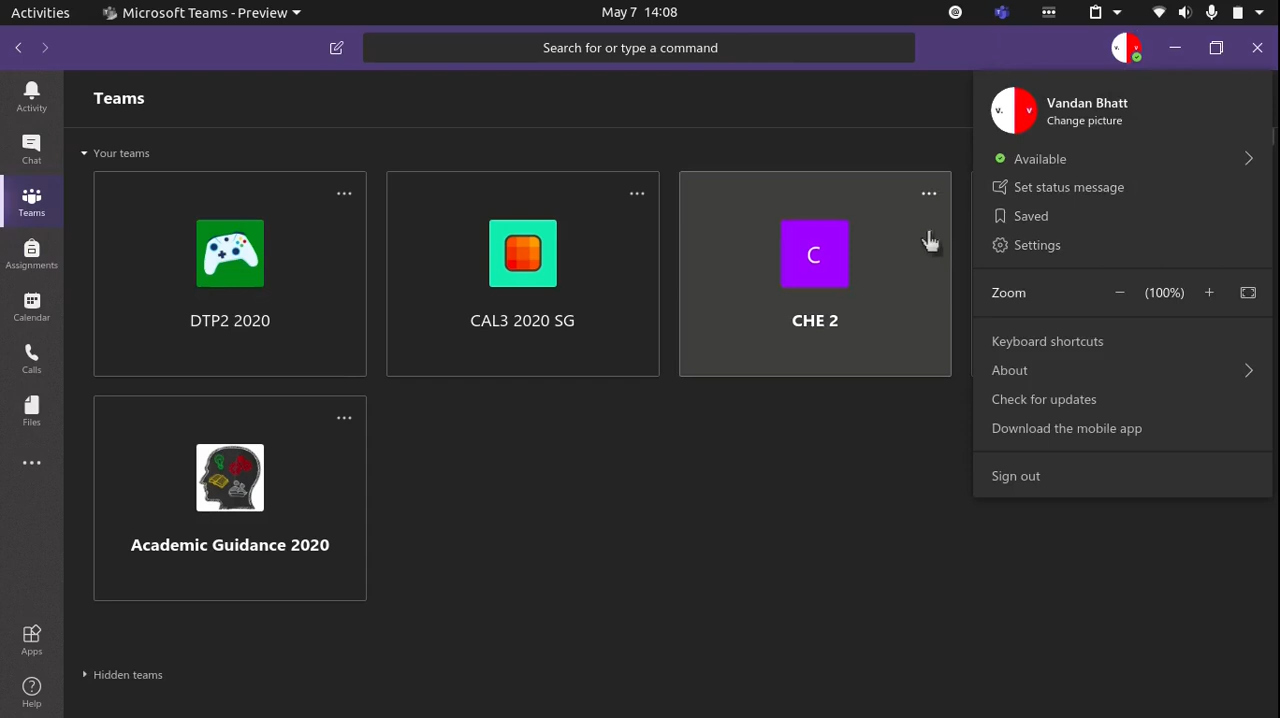 Activities
Microsoft Teams - Preview
May 7 14:08
Search for or type a command
v. v
Activity
Chat
Teams
Assignments
Calendar
Calls
Files
Apps
Help
Teams
Your teams
DTP2 2020
CAL3 2020 SG
C
CHE 2
Academic Guidance 2020
Hidden teams
v. v
Vandan Bhatt
Change picture
Available
Set status message
Saved
Settings
Zoom
(100%)
Keyboard shortcuts
About
Check for updates
Download the mobile app
Sign out